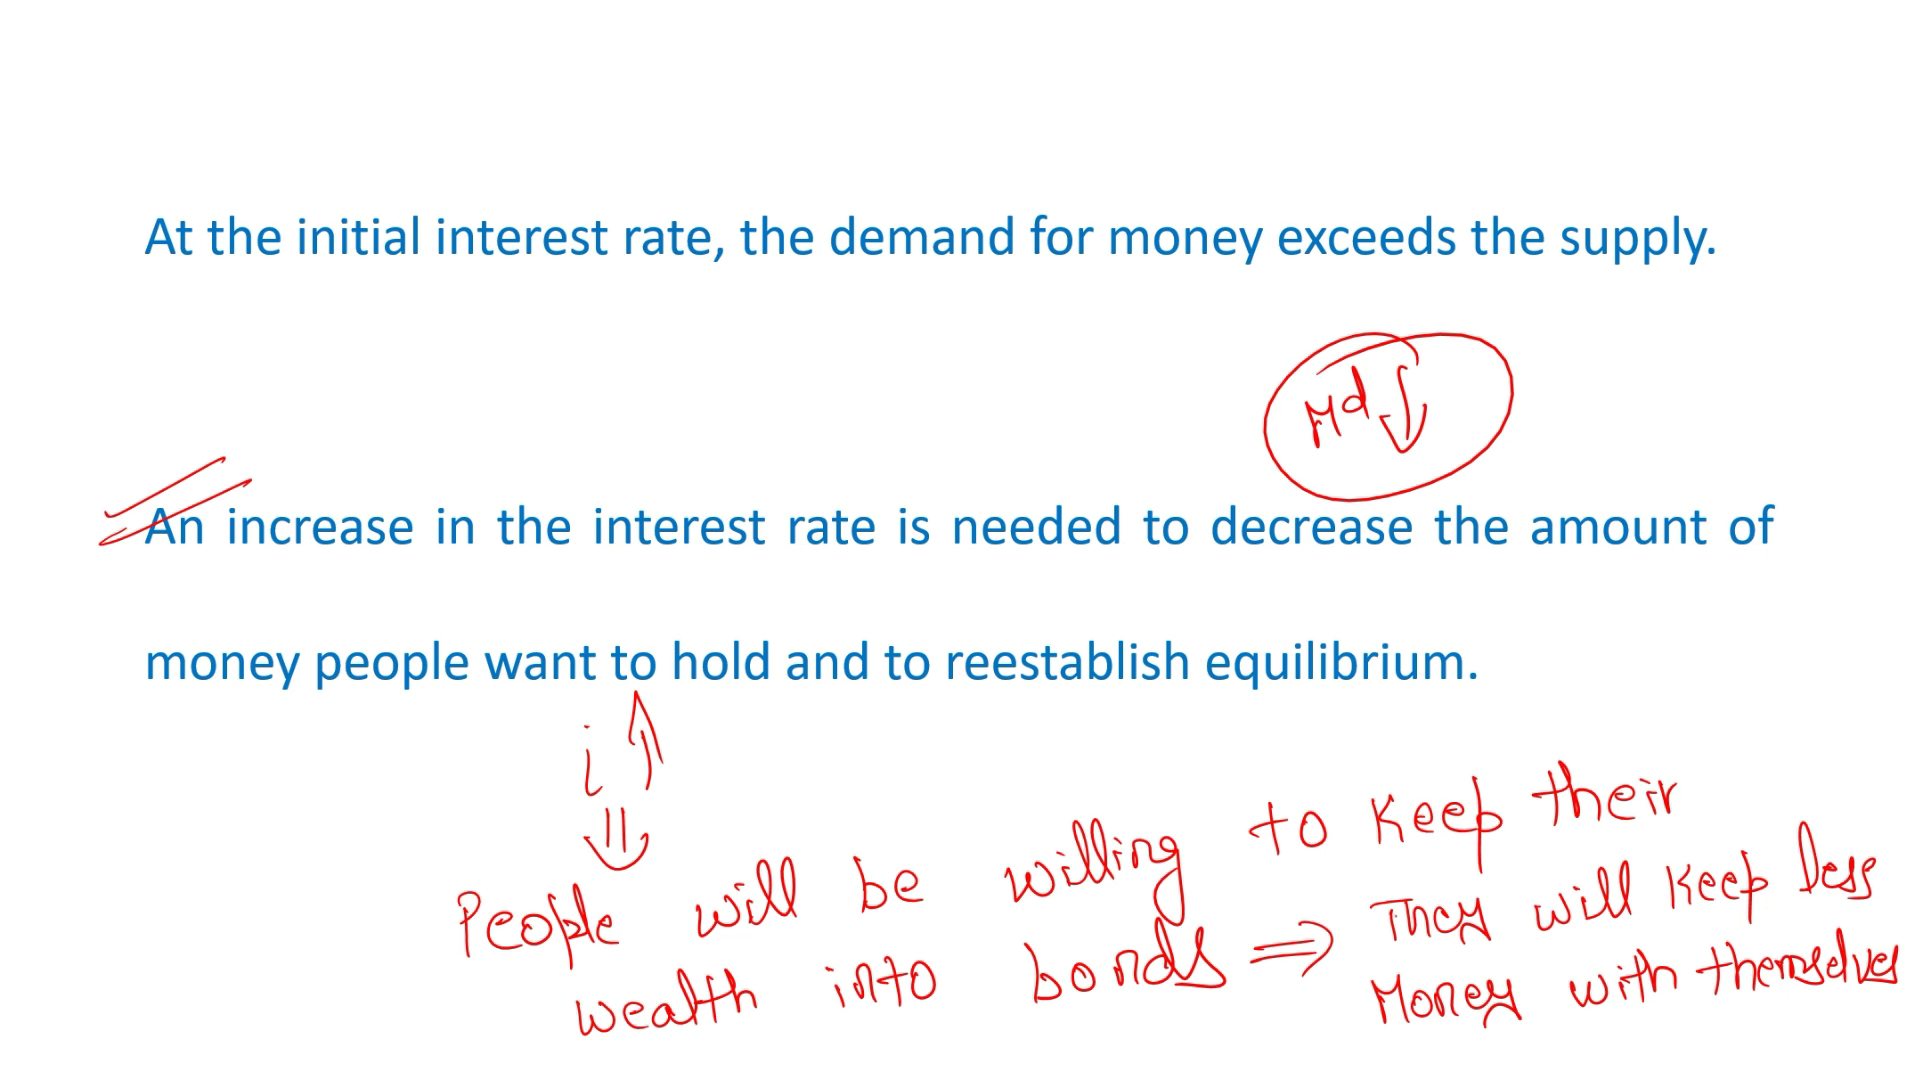 At the initial interest rate, the demand for money exceeds the supply.
Md↓
An increase in the interest rate is needed to decrease the amount of
money people want to hold and to reestablish equilibrium.
i ↑
⇓
People will be willing to keep their
wealth into bonds ⇒ They will keep less
Money with themselves